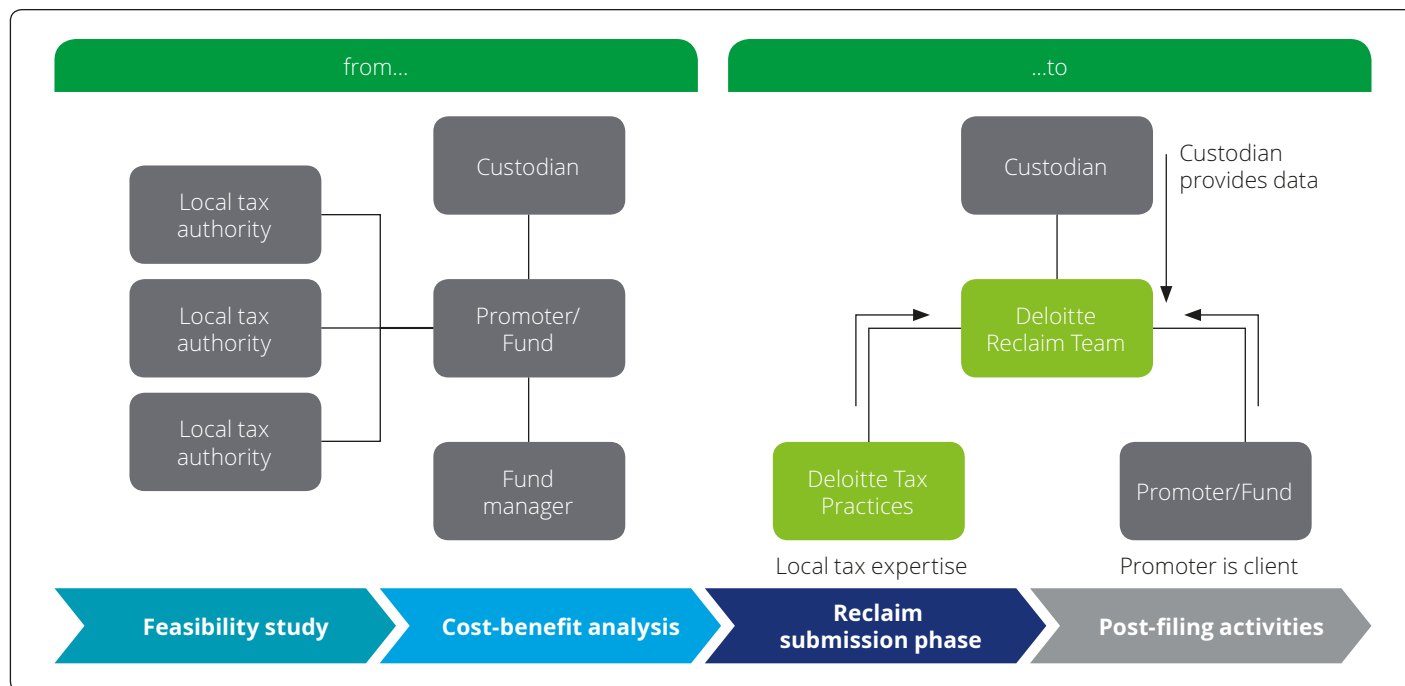 from...
...to
Custodian
Local tax
authority
Local tax
authority
Local tax
authority
Promoter/
Fund
Fund
manager
Custodian
Custodian
provides data
Deloitte
Reclaim Team
Deloitte Tax
Practices
Local tax expertise
Promoter/Fund
Promoter is client
Feasibility study
Cost-benefit analysis
Reclaim
submission phase
Post-filing activities